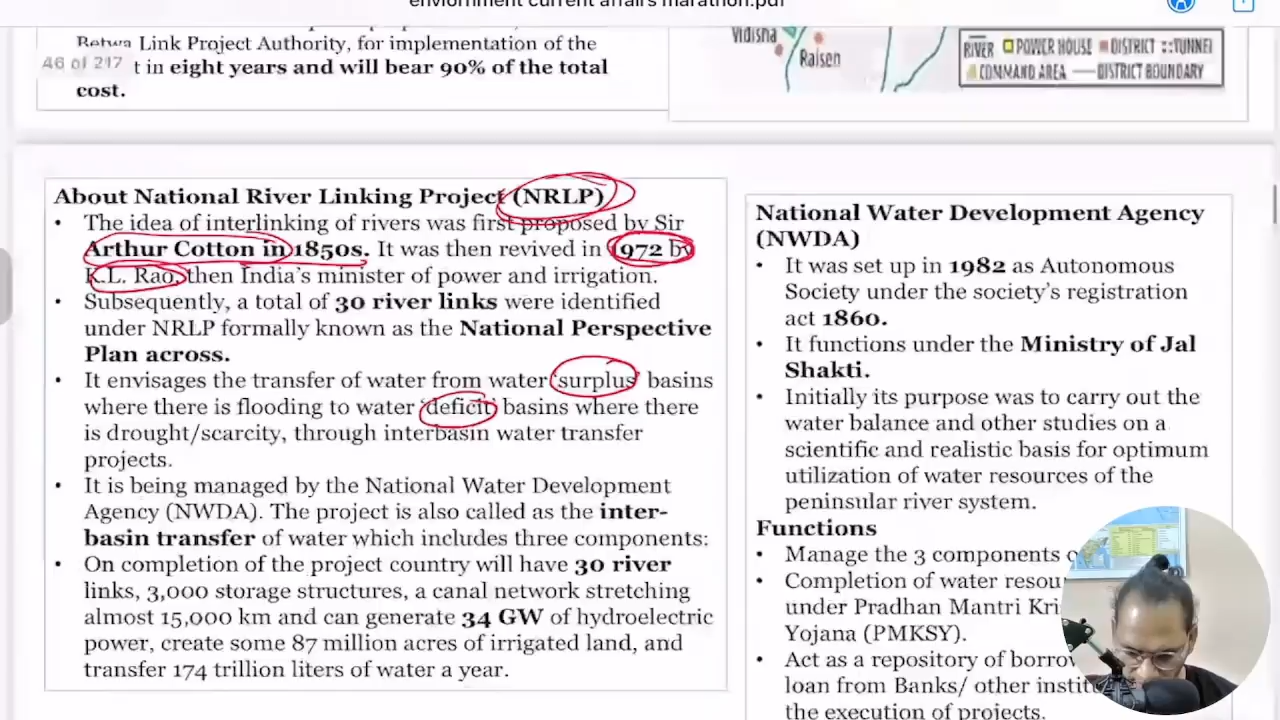 enviornment current affairs marathon.pdf
Betwa Link Project Authority, for implementation of the
46 of 217
t in eight years and will bear 90% of the total
cost.
Vidisha
Raisen
RIVER POWER HOUSE DISTRICT TUNNEL
COMMAND AREA DISTRICT BOUNDARY
About National River Linking Project (NRLP)
• The idea of interlinking of rivers was first proposed by Sir
Arthur Cotton in 1850s. It was then revived in 1972 by
K.L. Rao, then India's minister of power and irrigation.
• Subsequently, a total of 30 river links were identified
under NRLP formally known as the National Perspective
Plan across.
• It envisages the transfer of water from water 'surplus' basins
where there is flooding to water 'deficit' basins where there
is drought/scarcity, through interbasin water transfer
projects.
• It is being managed by the National Water Development
Agency (NWDA). The project is also called as the inter-
basin transfer of water which includes three components:
• On completion of the project country will have 30 river
links, 3,000 storage structures, a canal network stretching
almost 15,000 km and can generate 34 GW of hydroelectric
power, create some 87 million acres of irrigated land, and
transfer 174 trillion liters of water a year.
National Water Development Agency
(NWDA)
• It was set up in 1982 as Autonomous
Society under the society's registration
act 1860.
• It functions under the Ministry of Jal
Shakti.
• Initially its purpose was to carry out the
water balance and other studies on a
scientific and realistic basis for optimum
utilization of water resources of the
peninsular river system.
Functions
• Manage the 3 components o
• Completion of water resou
under Pradhan Mantri Kri
Yojana (PMKSY).
• Act as a repository of borro
loan from Banks/ other instit
the execution of projects.